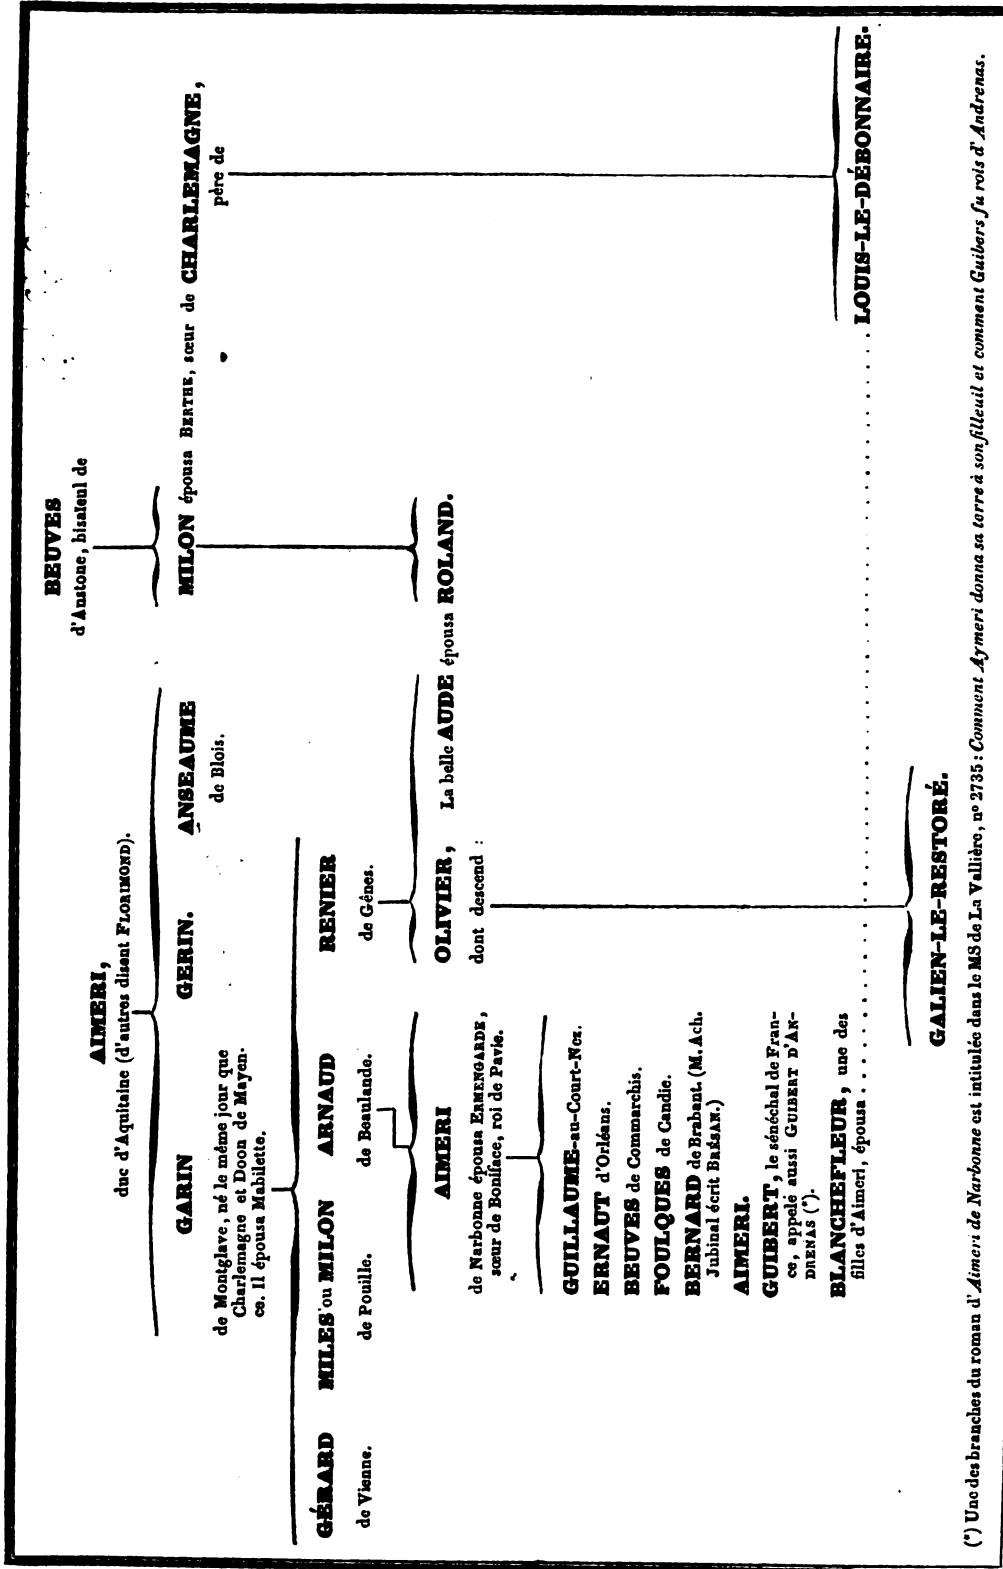 AIMERI,
duc d'Aquitaine (d'autres disent FLORIMOND).
BEUVES
d'Anstone, bisaïeul de
GARIN
de Montglave, né le même jour que
Charlemagne et Doon de Mayen-
ce. Il épousa Mabilette.
GERIN.
ANSEAUME
de Blois.
MILON épousa BERTHE, sœur de CHARLEMAGNE,
père de
GÉRARD
de Vienne.
MILES ou MILON
de Pouille.
ARNAUD
de Beaulande.
RENIER
de Gênes.
AIMERI
de Narbonne épousa ERMENGARDE,
sœur de Boniface, roi de Pavie.
OLIVIER,
dont descend :
La belle AUDE épousa ROLAND.
GUILLAUME-au-Court-Nez.
ERNAUT d'Orléans.
BEUVES de Commarchis.
FOULQUES de Candie.
BERNARD de Brabant. (M. Ach.
Jubinal écrit BRÉSAN.)
AIMERI.
GUIBERT, le sénéchal de Fran-
ce, appelé aussi GUIBERT D'AN-
DRENAS (*).
BLANCHEFLEUR, une des
filles d'Aimeri, épousa . . . . . . . . . . LOUIS-LE-DÉBONNAIRE.
GALIEN-LE-RESTORÉ.
(*) Une des branches du roman d'Aimeri de Narbonne est intitulée dans le MS de La Vallière, nº 2735 : Comment Aymeri donna sa terre à son filleuil et comment Guibers fu rois d'Andrenas.